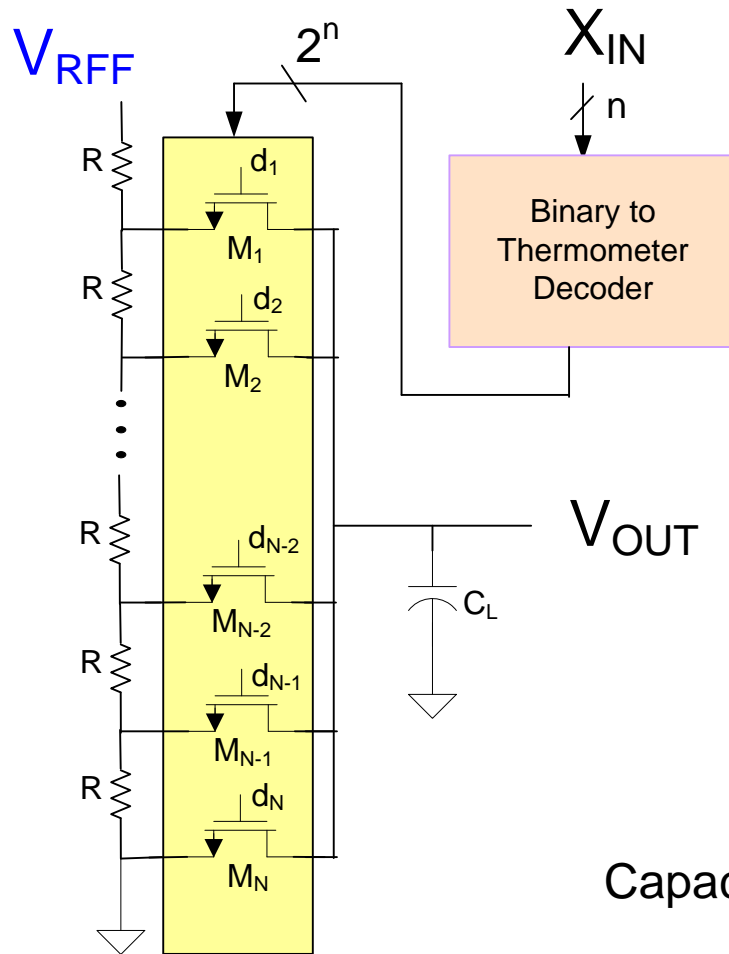 V_RFF
2^n
X_IN
n
R
d_1
M_1
Binary to
Thermometer
Decoder
R
d_2
M_2
R
d_N-2
M_N-2
V_OUT
C_L
R
d_N-1
M_N-1
R
d_N
M_N
Capac